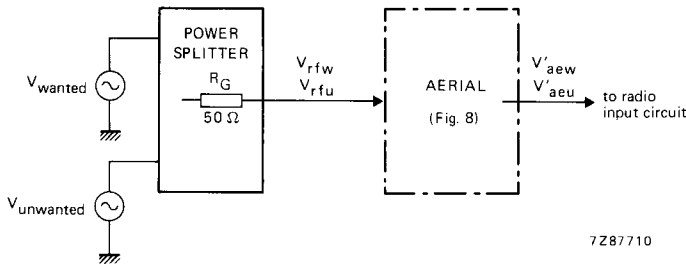 POWER
SPLITTER
R_G
50 Ω
V_wanted
V_unwanted
V_rfw
V_rfu
AERIAL
(Fig. 8)
V'_aew
V'_aeu
to radio
input circuit
7Z87710